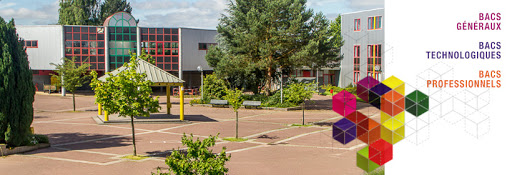 BACS
GÉNÉRAUX
BACS
TECHNOLOGIQUES
BACS
PROFESSIONNELS